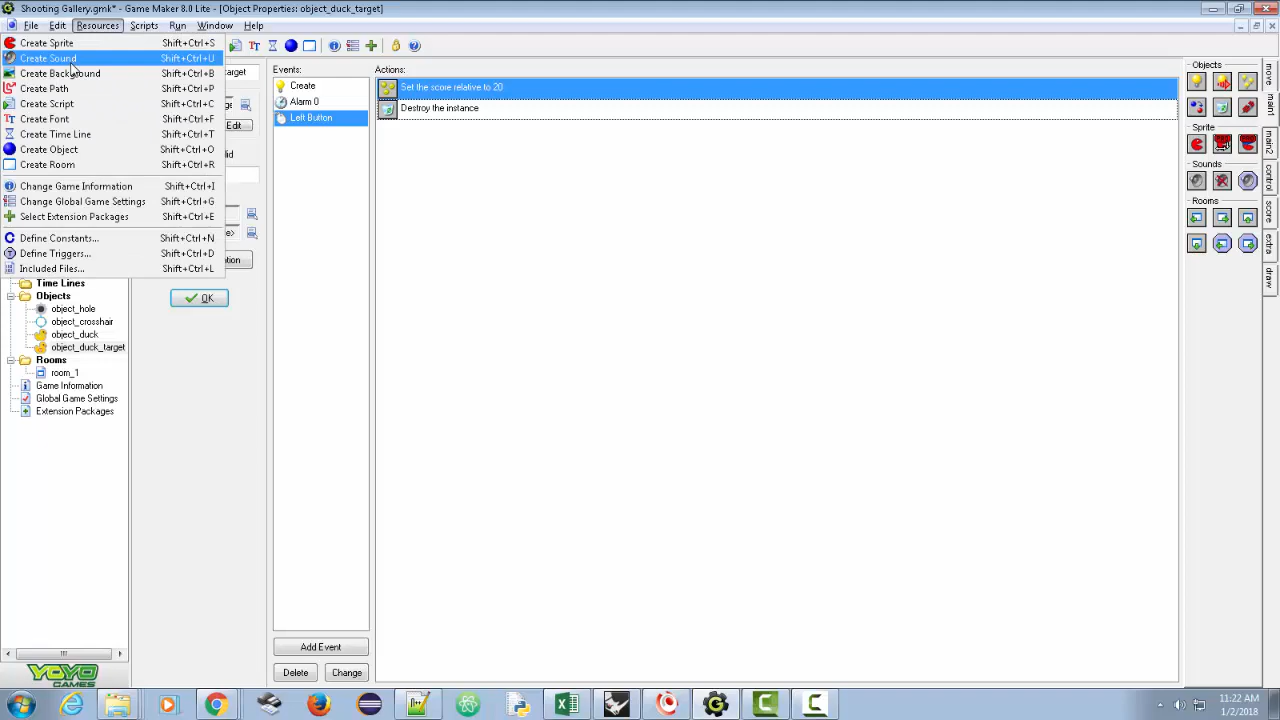 Shooting Gallery.gmk* - Game Maker 8.0 Lite - [Object Properties: object_duck_target]
File Edit Resources Scripts Run Window Help
Create Sprite Shift+Ctrl+S
Create Sound Shift+Ctrl+U
Create Background Shift+Ctrl+B
Create Path Shift+Ctrl+P
Create Script Shift+Ctrl+C
Create Font Shift+Ctrl+F
Create Time Line Shift+Ctrl+T
Create Object Shift+Ctrl+O
Create Room Shift+Ctrl+R
Change Game Information Shift+Ctrl+I
Change Global Game Settings Shift+Ctrl+G
Select Extension Packages Shift+Ctrl+E
Define Constants... Shift+Ctrl+N
Define Triggers... Shift+Ctrl+D
Included Files... Shift+Ctrl+L
Time Lines
Objects
object_hole
object_crosshair
object_duck
object_duck_target
Rooms
room_1
Game Information
Global Game Settings
Extension Packages
YOYO
GAMES
Edit
OK
Events:
Create
Alarm 0
Left Button
Add Event
Delete Change
Actions:
Set the score relative to 20
Destroy the instance
Objects
Sprite
Sounds
Rooms
move
main1
main2
control
score
extra
draw
11:22 AM
1/2/2018